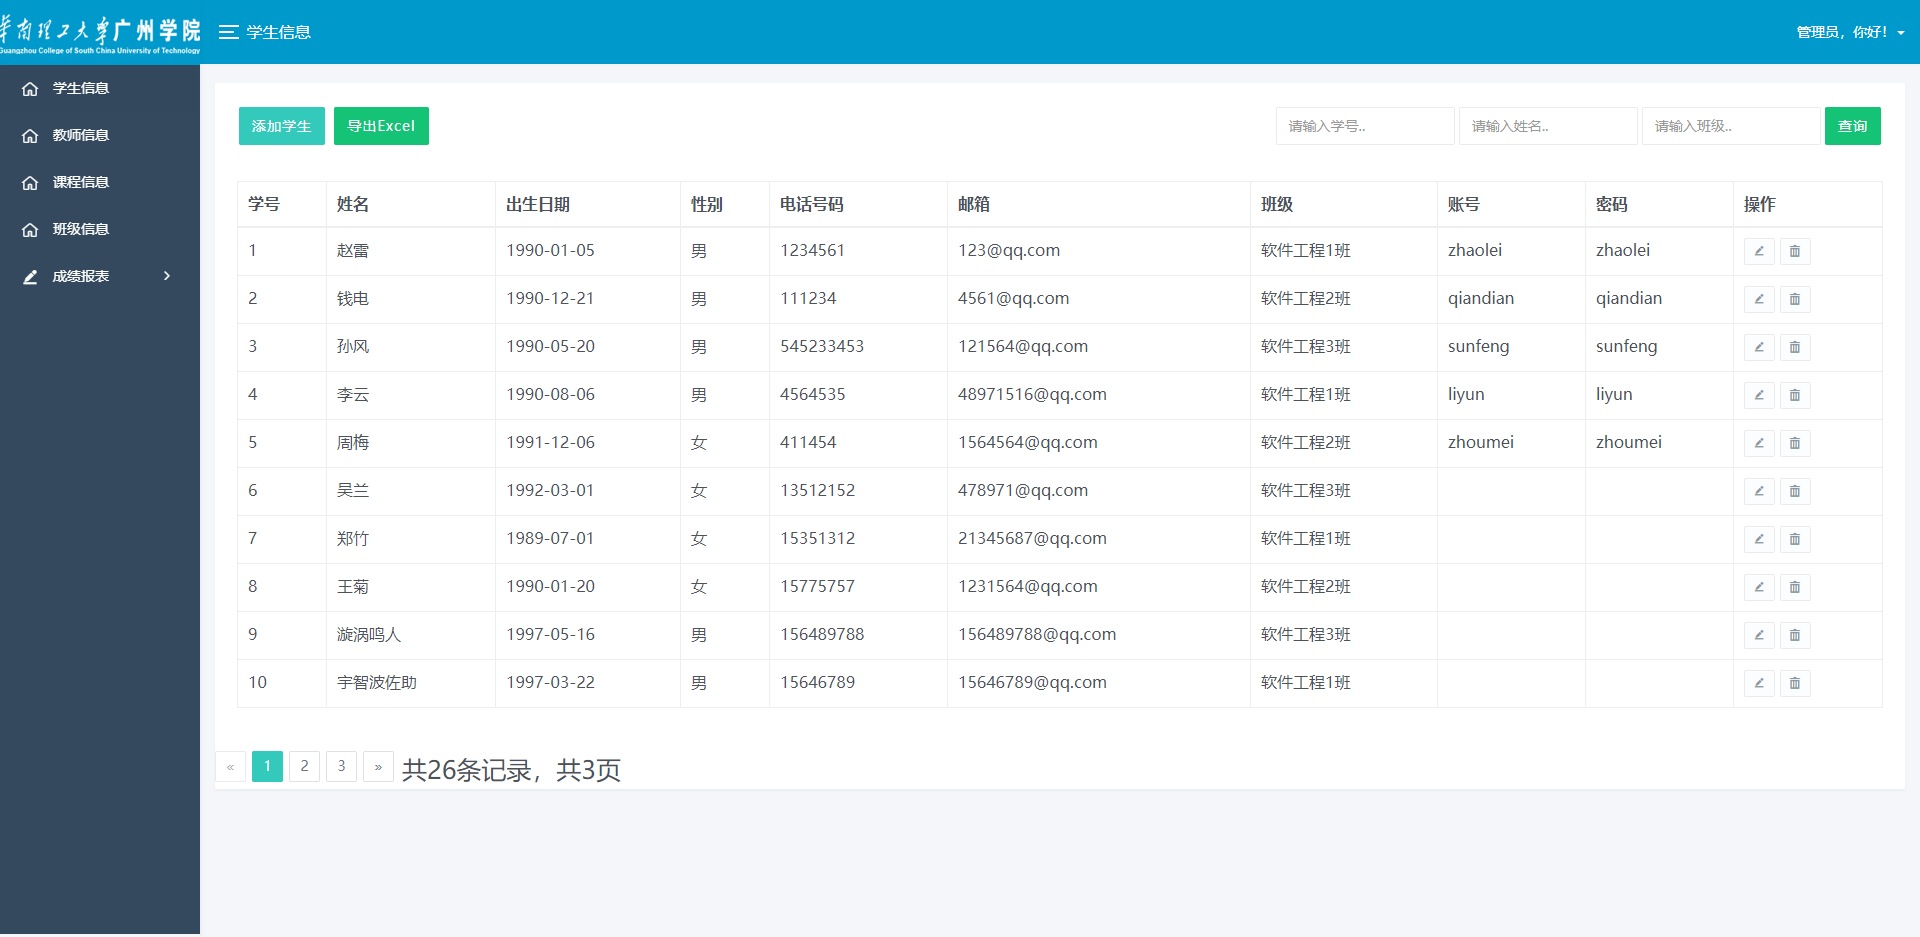 华南理工大学广州学院
Guangzhou College of South China University of Technology
学生信息
管理员，你好！
学生信息
教师信息
课程信息
班级信息
成绩报表
添加学生 导出Excel 请输入学号.. 请输入姓名.. 请输入班级.. 查询
学号 姓名 出生日期 性别 电话号码 邮箱 班级 账号 密码 操作
1 赵雷 1990-01-05 男 1234561 123@qq.com 软件工程1班 zhaolei zhaolei
2 钱电 1990-12-21 男 111234 4561@qq.com 软件工程2班 qiandian qiandian
3 孙风 1990-05-20 男 545233453 121564@qq.com 软件工程3班 sunfeng sunfeng
4 李云 1990-08-06 男 4564535 48971516@qq.com 软件工程1班 liyun liyun
5 周梅 1991-12-06 女 411454 1564564@qq.com 软件工程2班 zhoumei zhoumei
6 吴兰 1992-03-01 女 13512152 478971@qq.com 软件工程3班
7 郑竹 1989-07-01 女 15351312 21345687@qq.com 软件工程1班
8 王菊 1990-01-20 女 15775757 1231564@qq.com 软件工程2班
9 漩涡鸣人 1997-05-16 男 156489788 156489788@qq.com 软件工程3班
10 宇智波佐助 1997-03-22 男 15646789 15646789@qq.com 软件工程1班
« 1 2 3 » 共26条记录，共3页